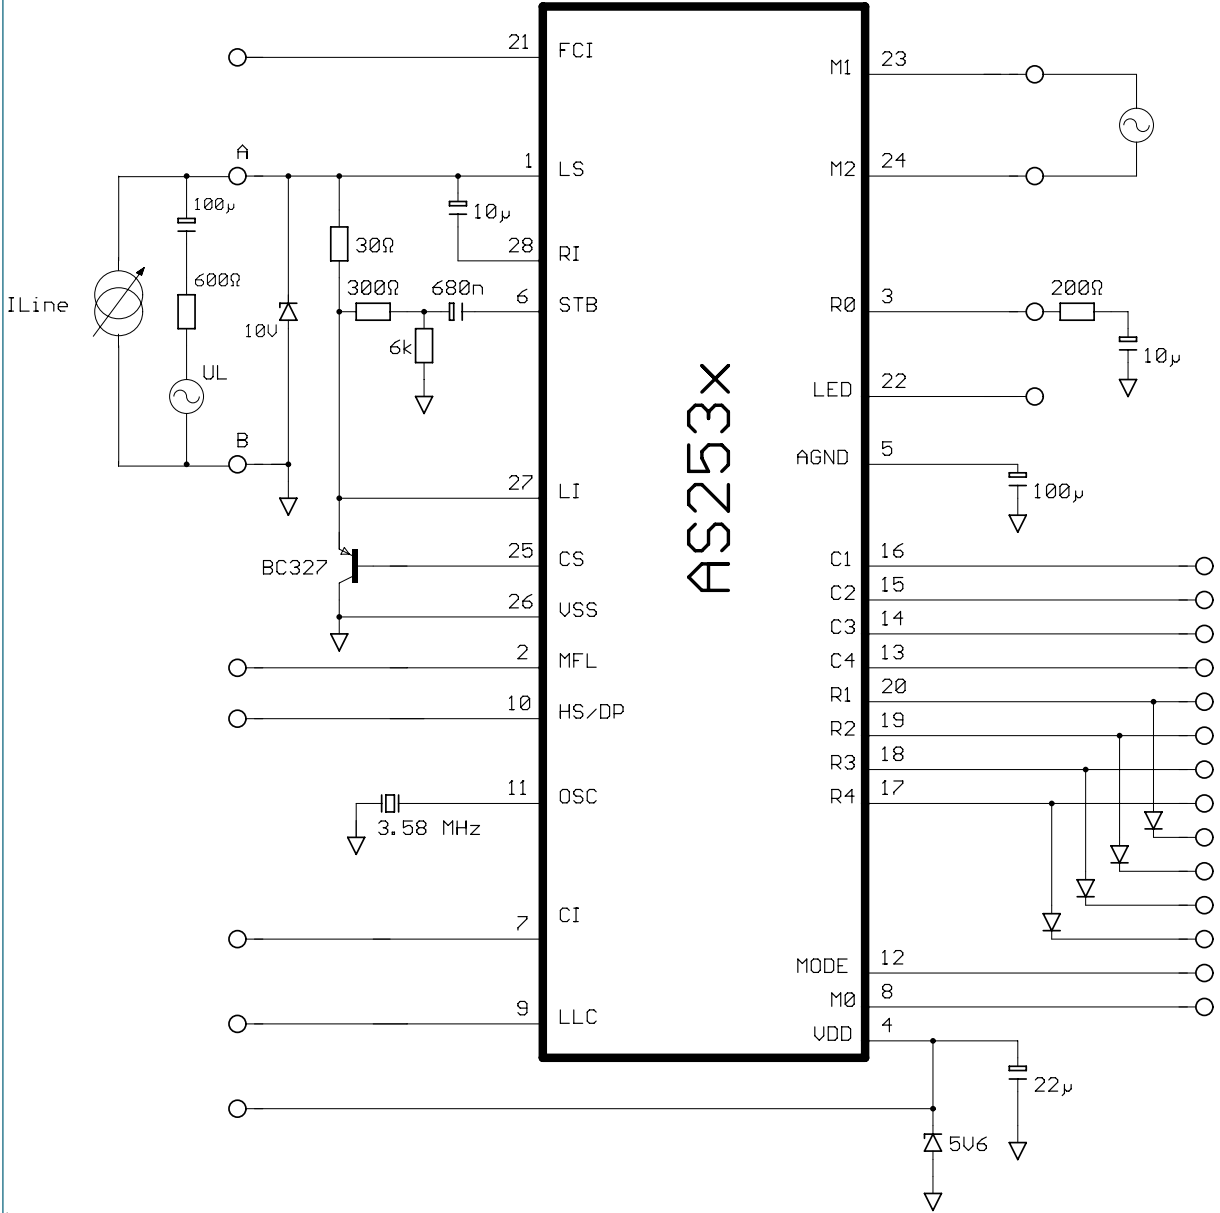 21
FCI
M1
23
A
1
LS
M2
24
100µ
10µ
28
RI
30Ω
600Ω
300Ω
680n
6
STB
R0
3
200Ω
ILine
10V
6k
10µ
UL
LED
22
B
AGND
5
100µ
27
LI
AS253x
25
CS
BC327
C1
16
26
VSS
C2
15
C3
14
2
MFL
C4
13
R1
20
10
HS/DP
R2
19
R3
18
11
OSC
R4
17
3.58 MHz
7
CI
MODE
12
9
LLC
M0
8
VDD
4
22µ
5V6